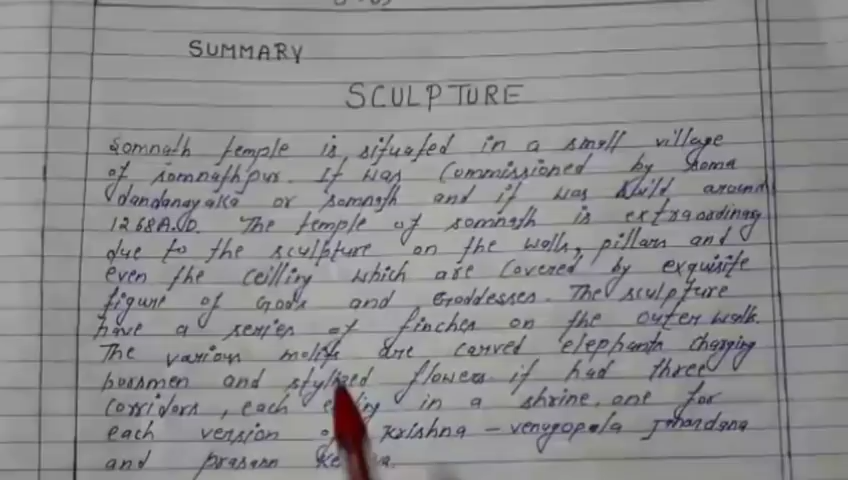 SUMMARY
SCULPTURE
Somnath temple is situated in a small village
of somnathpur. It was Commissioned by Soma
dandanayaka or Somnath and it was build around
1268A.D. The temple of somnath is extraordinary
due to the sculpture on the walls, pillars and
even the ceiling which are Covered by exquisite
figure of Gods and Goddesses. The sculpture
have a series of finches on the outer walls.
The various motifs are carved elephants charging
horsmen and stylized flowers. it had three
Corridors, each in a shrine, one for
each version Krishna - venugopala Janardana
and prasann